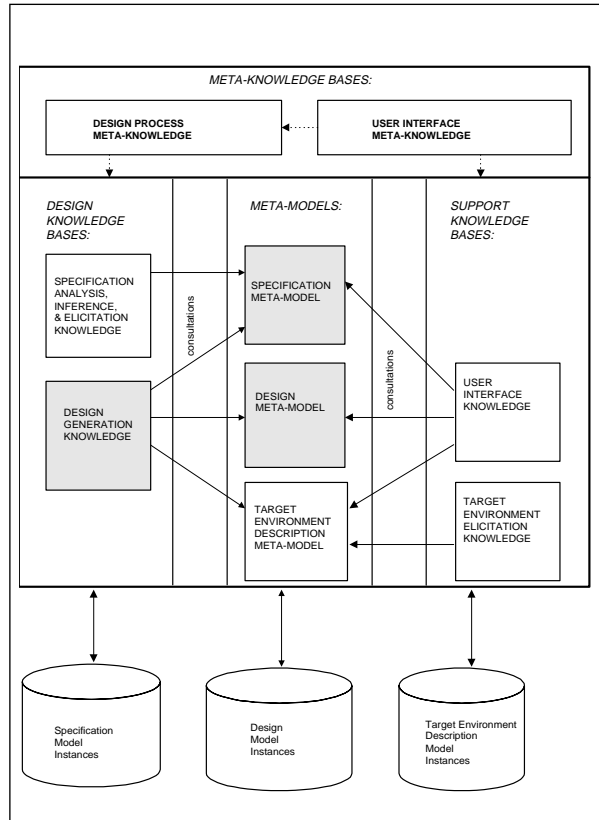 META-KNOWLEDGE BASES:
DESIGN PROCESS
META-KNOWLEDGE
USER INTERFACE
META-KNOWLEDGE
DESIGN
KNOWLEDGE
BASES:
META-MODELS:
SUPPORT
KNOWLEDGE
BASES:
SPECIFICATION
ANALYSIS,
INFERENCE,
& ELICITATION
KNOWLEDGE
consultations
SPECIFICATION
META-MODEL
consultations
DESIGN
GENERATION
KNOWLEDGE
DESIGN
META-MODEL
USER
INTERFACE
KNOWLEDGE
TARGET
ENVIRONMENT
DESCRIPTION
META-MODEL
TARGET
ENVIRONMENT
ELICITATION
KNOWLEDGE
Specification
Model
Instances
Design
Model
Instances
Target Environment
Description
Model
Instances